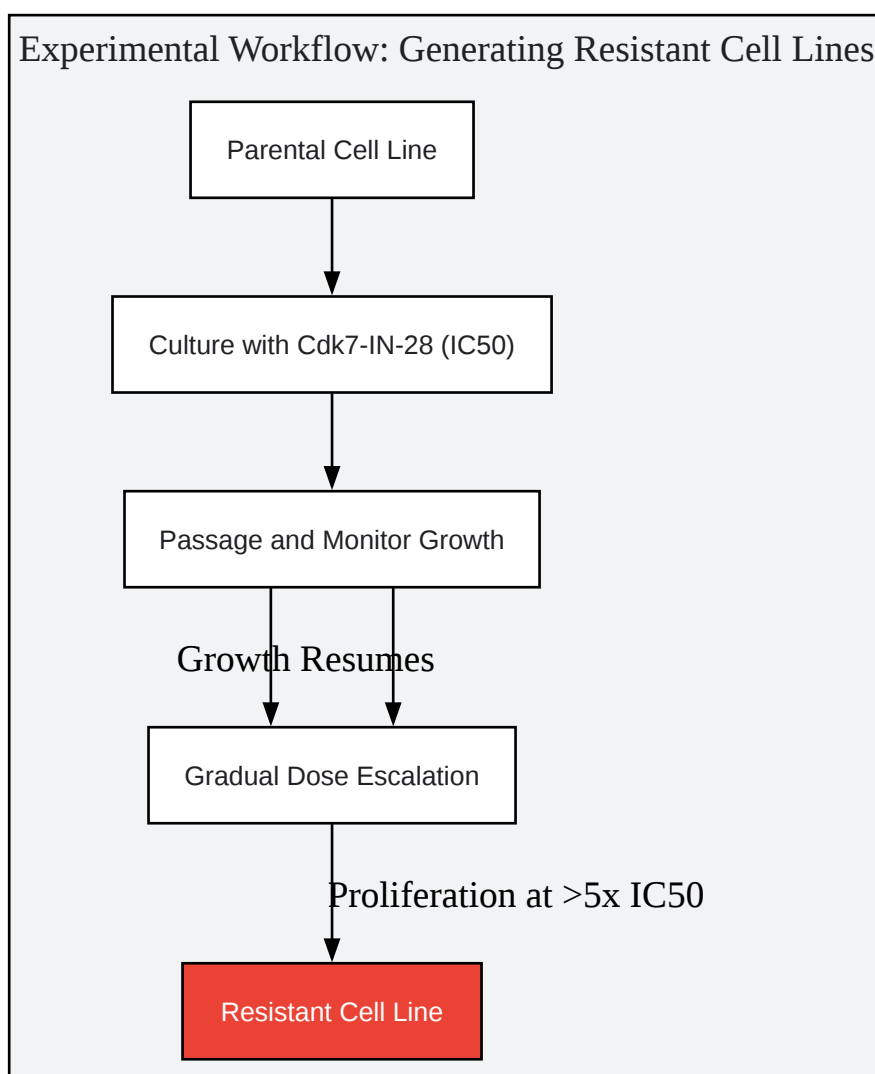 Experimental Workflow: Generating Resistant Cell Lines
Parental Cell Line
Culture with Cdk7-IN-28 (IC50)
Passage and Monitor Growth
Growth Resumes
Gradual Dose Escalation
Proliferation at >5x IC50
Resistant Cell Line